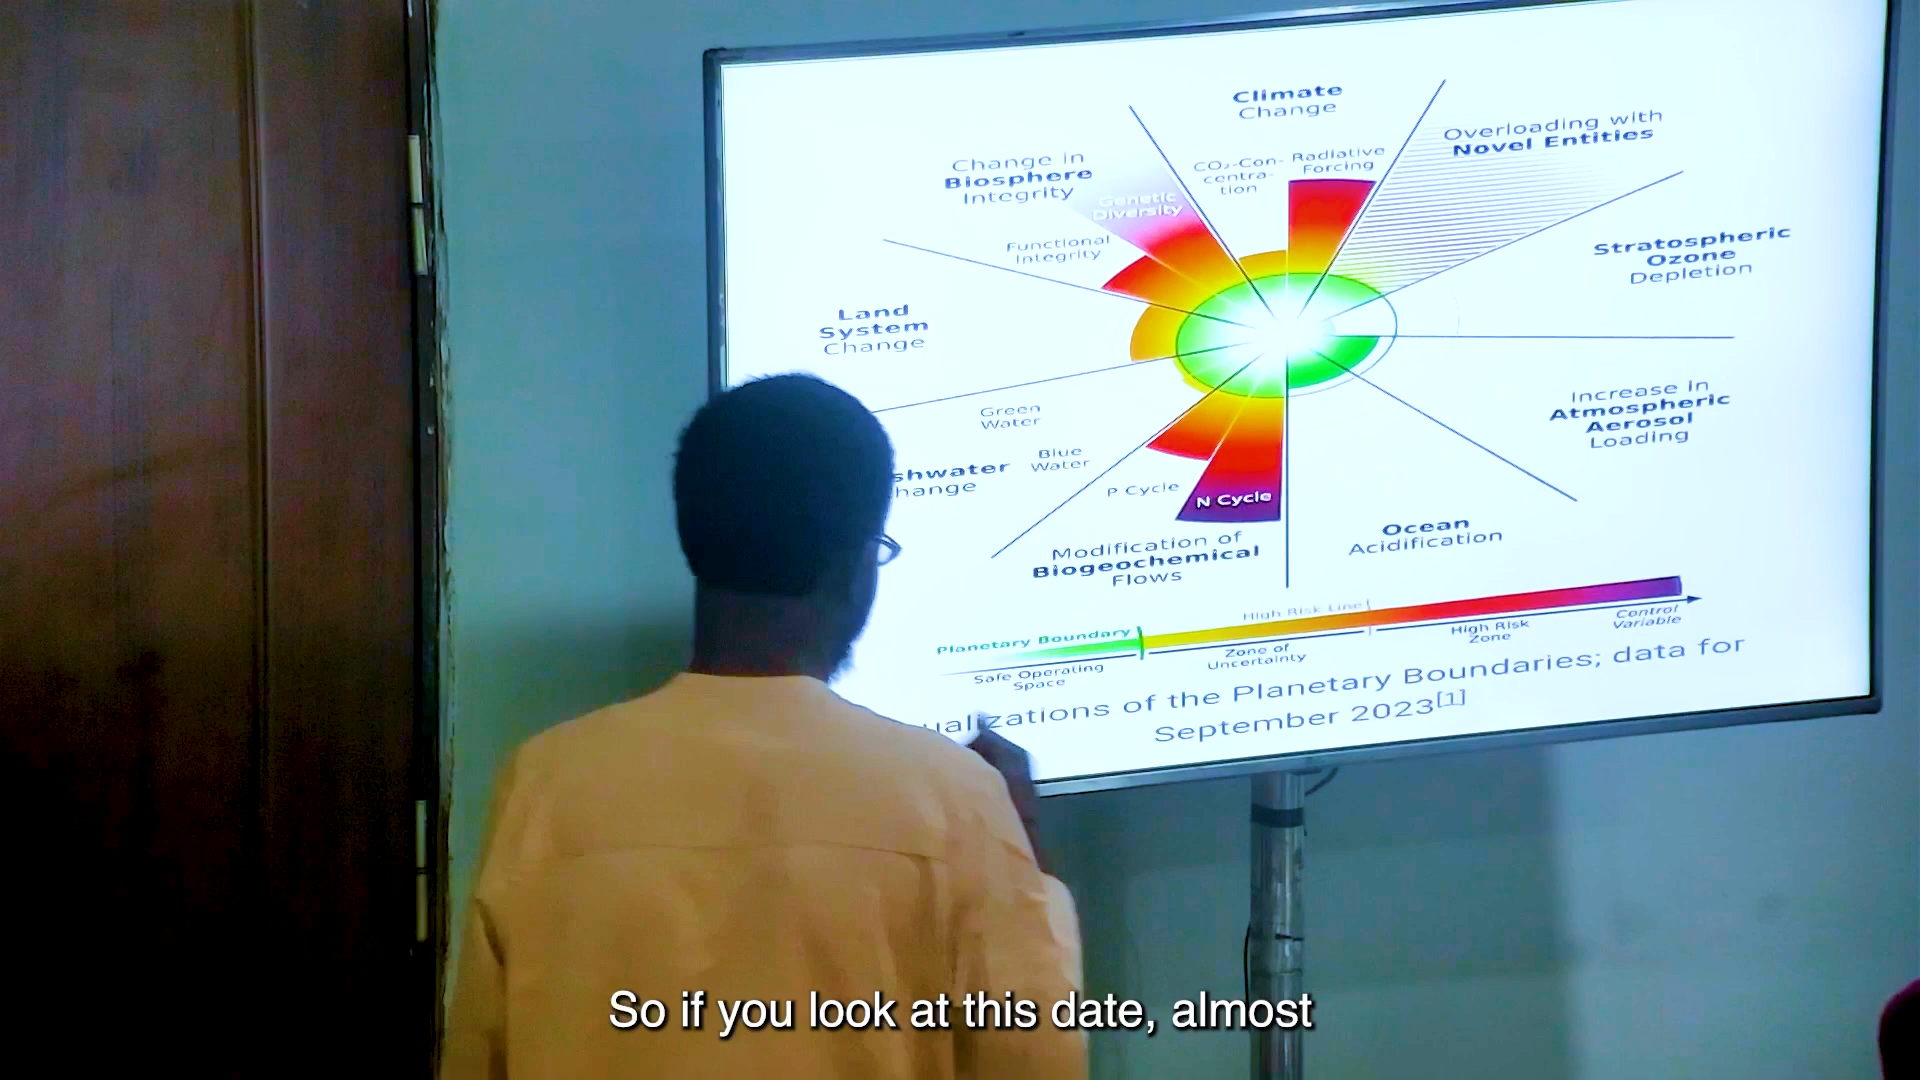 Climate
Change
Overloading with
Novel Entities
Change in
Biosphere
Integrity
CO₂-Con-
centra-
tion
Radiative
Forcing
Genetic
Diversity
Functional
Integrity
Stratospheric
Ozone
Depletion
Land
System
Change
Increase in
Atmospheric
Aerosol
Loading
Green
Water
Blue
Water
shwater
hange
P Cycle
N Cycle
Modification of
Biogeochemical
Flows
Ocean
Acidification
Planetary Boundary
High Risk Line
Safe Operating
Space
Zone of
Uncertainty
High Risk
Zone
Control
Variable
ualizations of the Planetary Boundaries; data for
September 2023[1]
So if you look at this date, almost